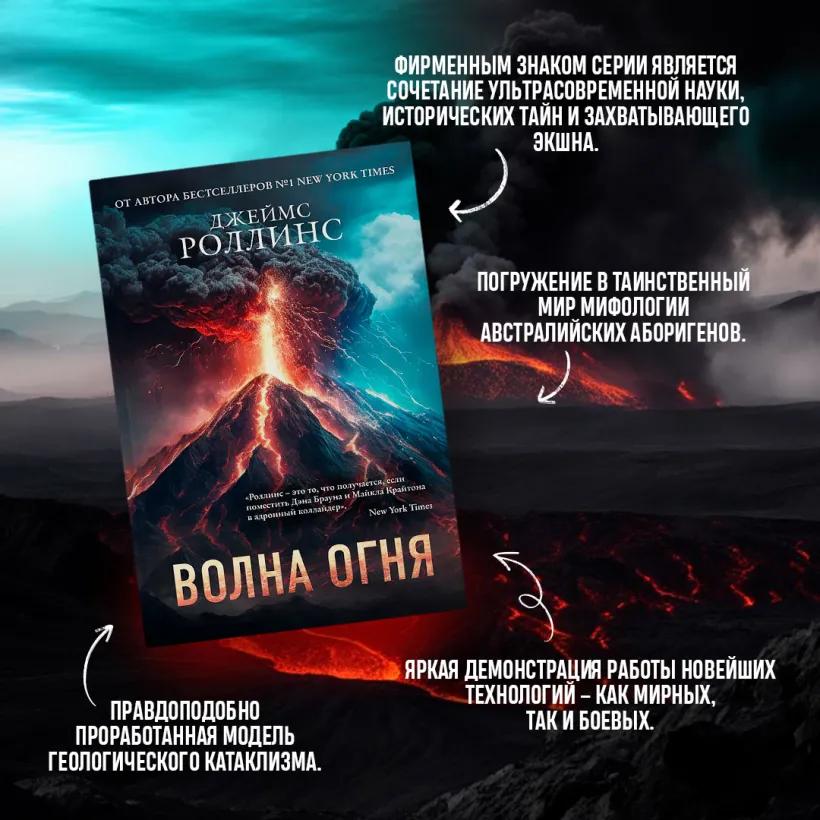 ФИРМЕННЫМ ЗНАКОМ СЕРИИ ЯВЛЯЕТСЯ
СОЧЕТАНИЕ УЛЬТРАСОВРЕМЕННОЙ НАУКИ,
ИСТОРИЧЕСКИХ ТАЙН И ЗАХВАТЫВАЮЩЕГО
ЭКШНА.
ОТ АВТОРА БЕСТСЕЛЛЕРОВ №1 NEW YORK TIMES
ДЖЕЙМС
РОЛЛИНС
ПОГРУЖЕНИЕ В ТАИНСТВЕННЫЙ
МИР МИФОЛОГИИ
АВСТРАЛИЙСКИХ АБОРИГЕНОВ.
«Роллинс – это то, что получается, если
поместить Дэна Брауна и Майкла Крайтона
в адронный коллайдер».
New York Times
ВОЛНА ОГНЯ
ЯРКАЯ ДЕМОНСТРАЦИЯ РАБОТЫ НОВЕЙШИХ
ТЕХНОЛОГИЙ – КАК МИРНЫХ,
ТАК И БОЕВЫХ.
ПРАВДОПОДОБНО
ПРОРАБОТАННАЯ МОДЕЛЬ
ГЕОЛОГИЧЕСКОГО КАТАКЛИЗМА.